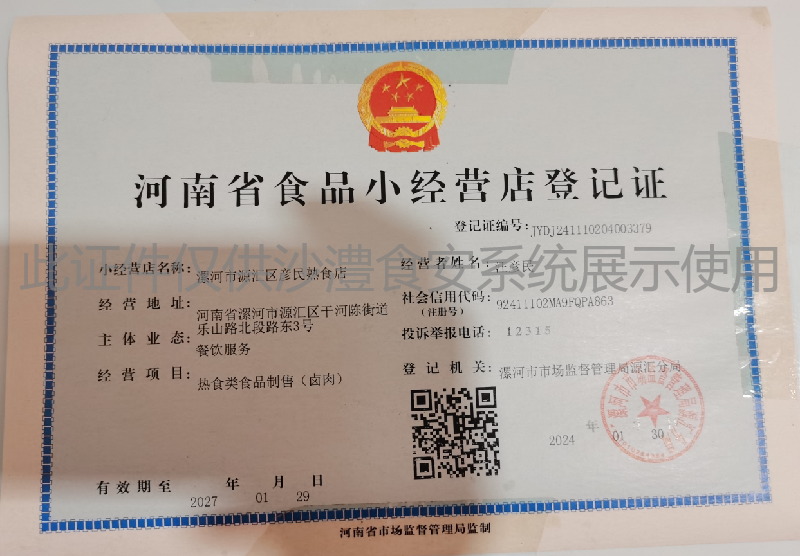 河南省食品小经营店登记证
登记证编号: JYDJ241110204003379
此证件仅供沙澧食安系统展示使用
小经营店名称: 漯河市源汇区彦民熟食店
经营者姓名: 彦民
经营地址: 河南省漯河市源汇区干河陈街道
乐山路北段路东3号
社会信用代码: 92411102MA9FQPA863
(注册号)
主体业态: 餐饮服务
投诉举报电话: 12315
经营项目: 热食类食品制售（卤肉）
登记机关: 漯河市市场监督管理局源汇分局
2024 年 01 30
有效期至 2027 年 01 月 29 日
河南省市场监督管理局监制